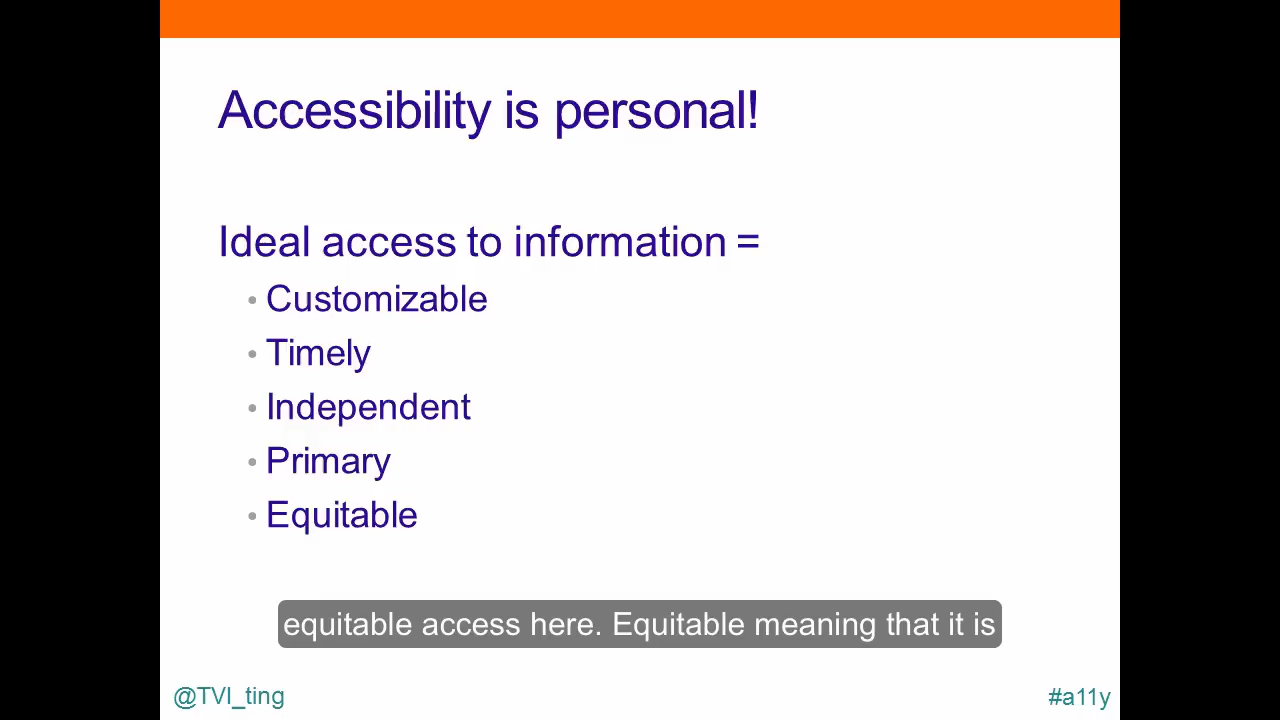 Accessibility is personal!
Ideal access to information =
• Customizable
• Timely
• Independent
• Primary
• Equitable
equitable access here. Equitable meaning that it is
@TVI_ting
#a11y